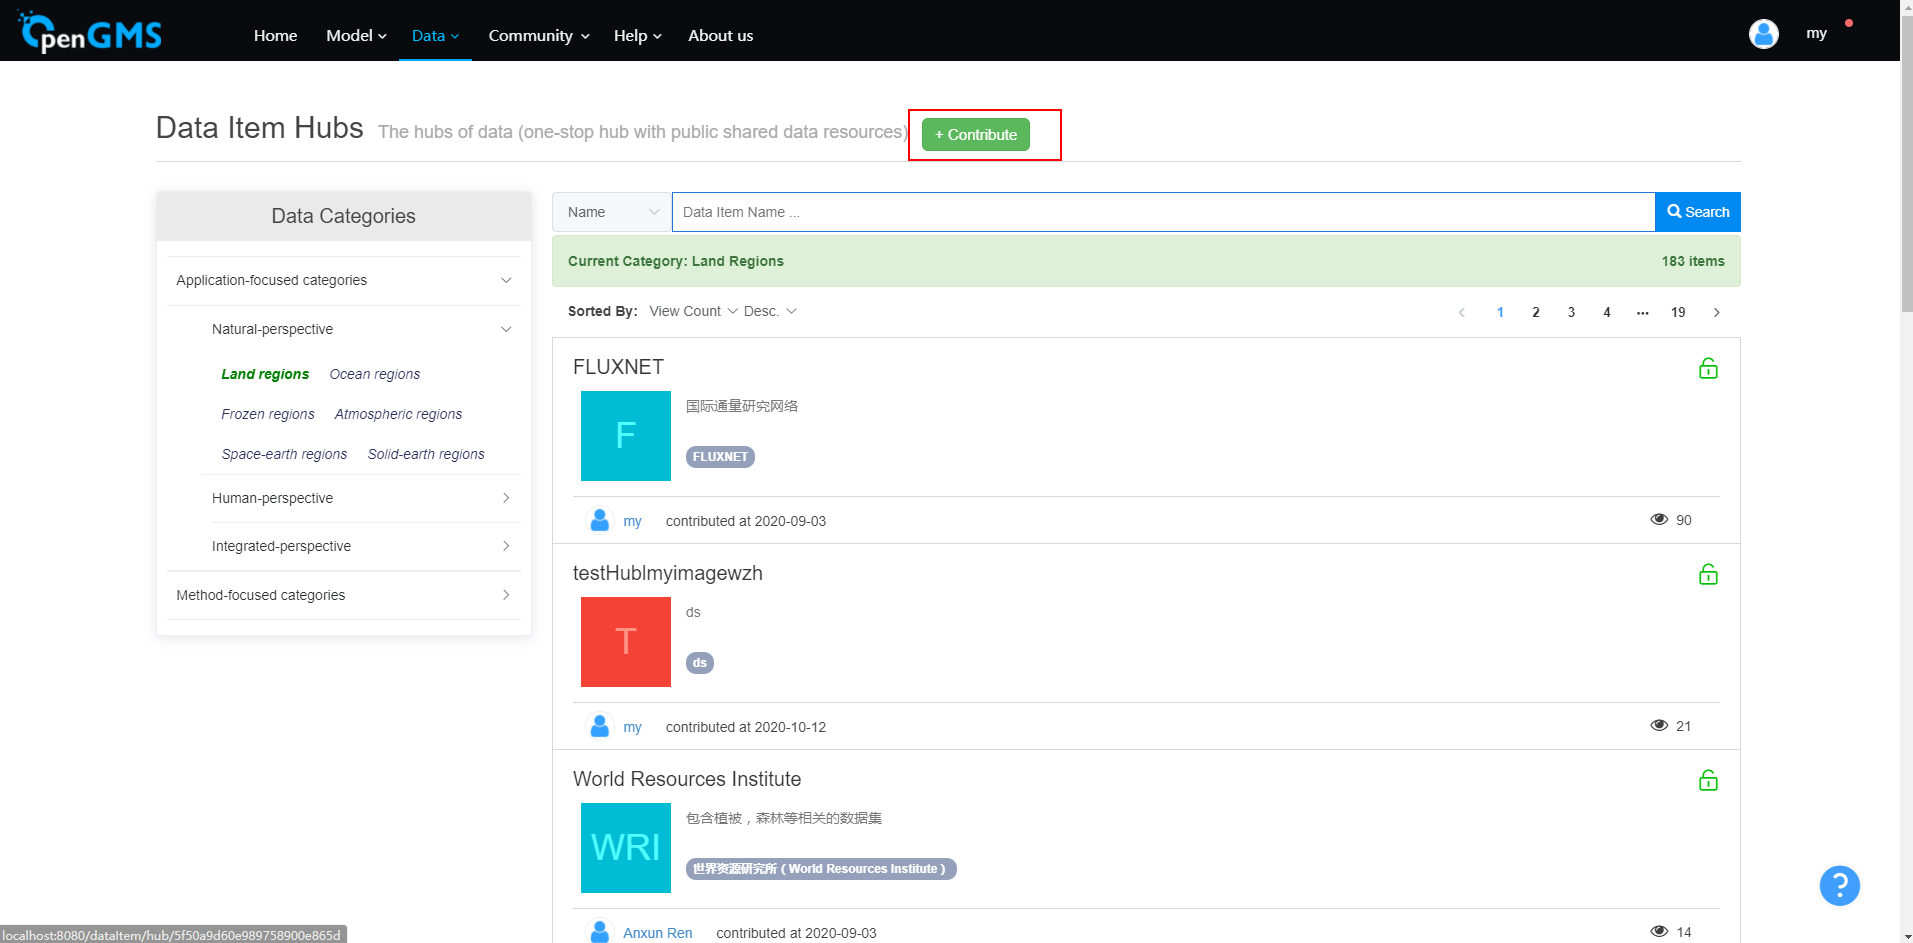 OpenGMS
Home Model Data Community Help About us
my
Data Item Hubs The hubs of data (one-stop hub with public shared data resources)
+ Contribute
Data Categories
Application-focused categories
Natural-perspective
Land regions Ocean regions
Frozen regions Atmospheric regions
Space-earth regions Solid-earth regions
Human-perspective
Integrated-perspective
Method-focused categories
Name Data Item Name ... Search
Current Category: Land Regions 183 items
Sorted By: View Count Desc. 1 2 3 4 ··· 19
FLUXNET
F
国际通量研究网络
FLUXNET
my contributed at 2020-09-03 90
testHublmyimagewzh
T
ds
ds
my contributed at 2020-10-12 21
World Resources Institute
WRI
包含植被，森林等相关的数据集
世界资源研究所 ( World Resources Institute )
Anxun Ren contributed at 2020-09-03 14
?
localhost:8080/dataItem/hub/5f50a9d60e989758900e865d